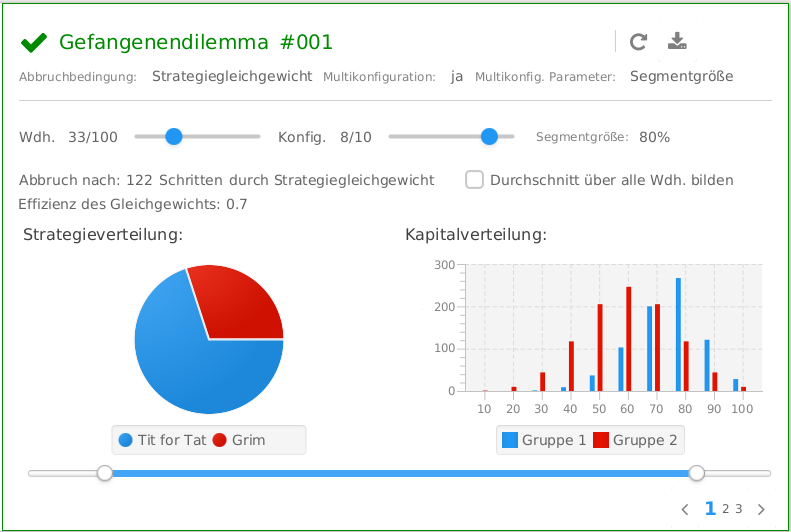 Gefangenendilemma #001
Abbruchbedingung: Strategiegleichgewicht Multikonfiguration: ja Multikonfig. Parameter: Segmentgröße
Wdh. 33/100 Konfig. 8/10 Segmentgröße: 80%
Abbruch nach: 122 Schritten durch Strategiegleichgewicht Durchschnitt über alle Wdh. bilden
Effizienz des Gleichgewichts: 0.7
Strategieverteilung: Kapitalverteilung:
300
200
100
0
10 20 30 40 50 60 70 80 90 100
Tit for Tat Grim Gruppe 1 Gruppe 2
1 2 3